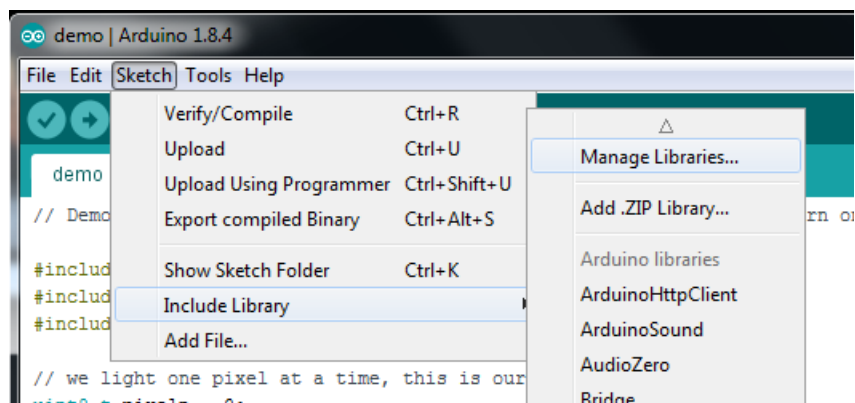 demo | Arduino 1.8.4
File Edit Sketch Tools Help
Verify/Compile Ctrl+R
Upload Ctrl+U
Upload Using Programmer Ctrl+Shift+U
Export compiled Binary Ctrl+Alt+S
Show Sketch Folder Ctrl+K
Include Library
Add File...
Manage Libraries...
Add .ZIP Library...
Arduino libraries
ArduinoHttpClient
ArduinoSound
AudioZero
Bridge
demo
// Demo
#includ
#includ
#includ
// we light one pixel at a time, this is our